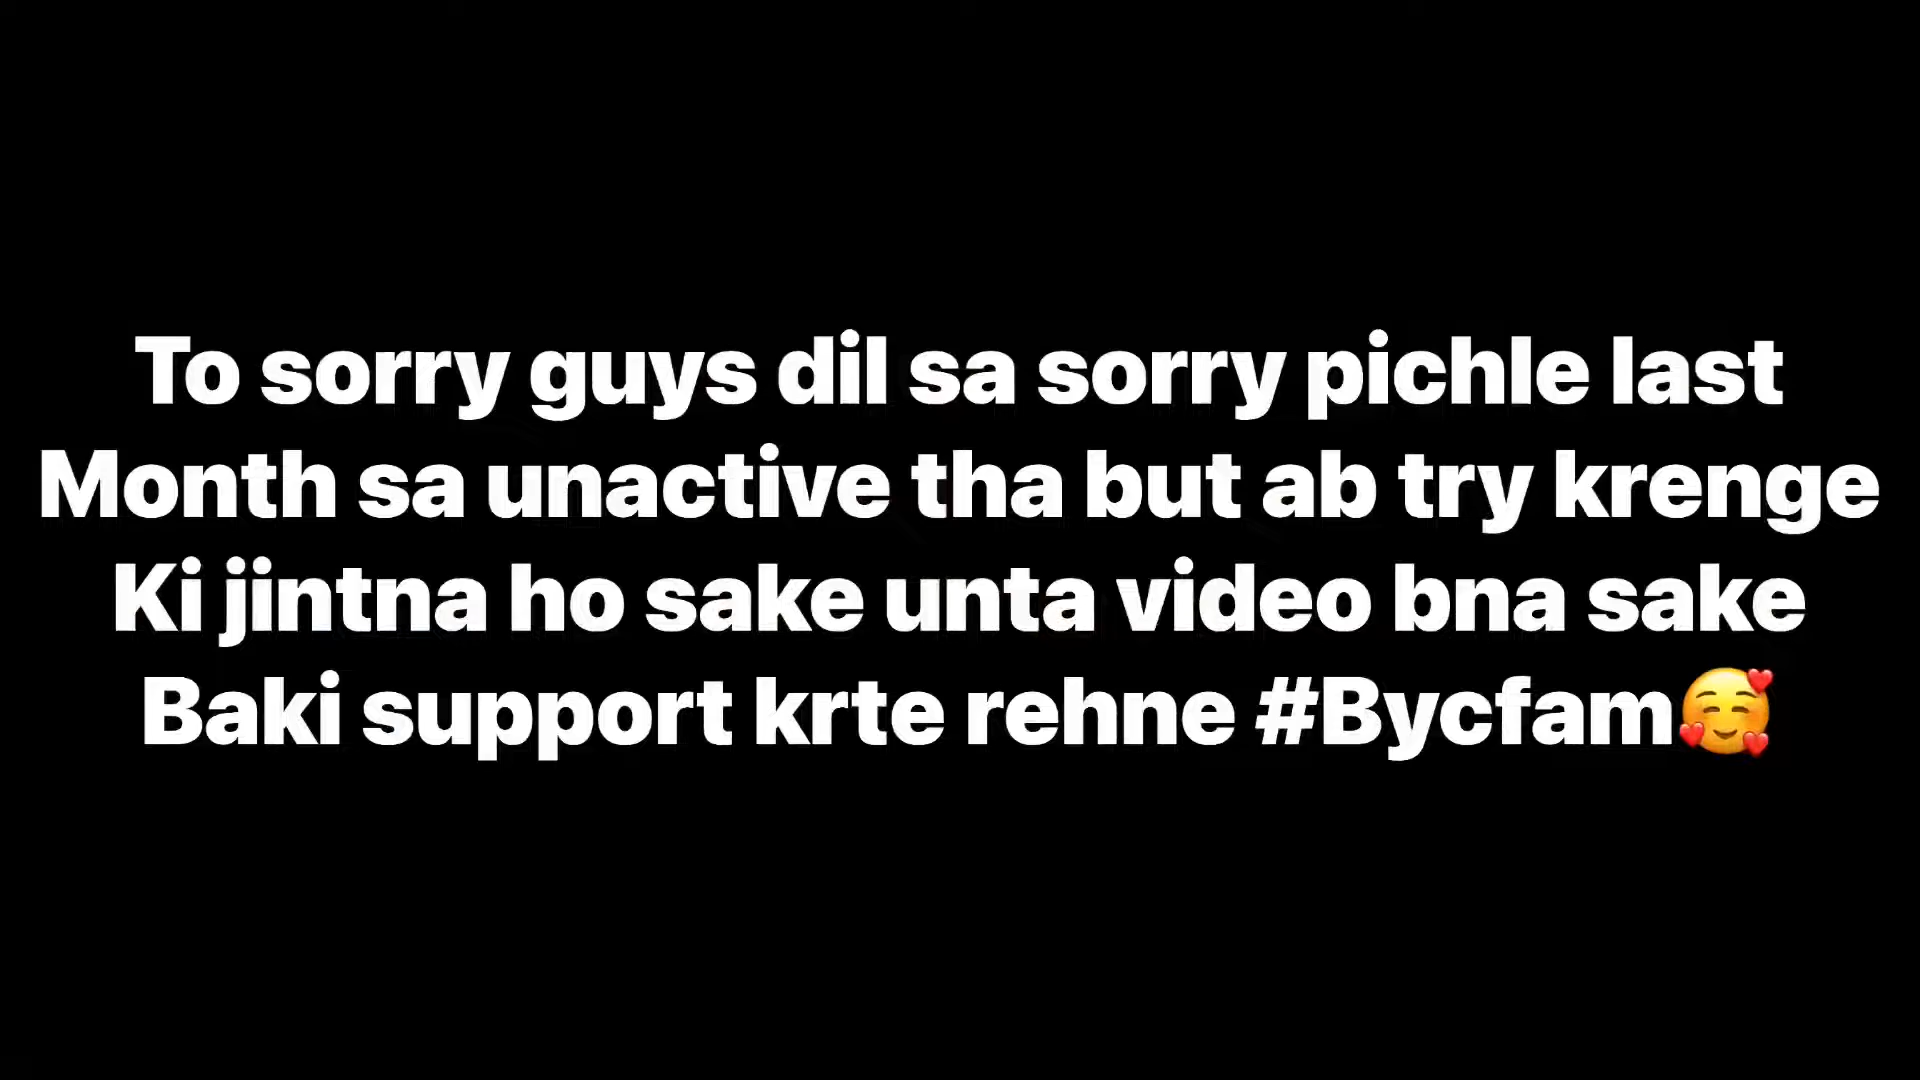 To sorry guys dil sa sorry pichle last
Month sa unactive tha but ab try krenge
Ki jintna ho sake unta video bna sake
Baki support krte rehne #Bycfam🥰